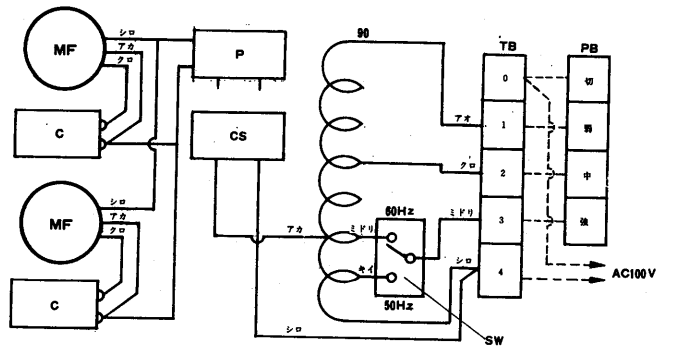 シロ
MF
アカ
クロ
C
P
CS
90
TB
PB
0
切
アオ
1
弱
クロ
2
中
60Hz
ミドリ
ミドリ
3
強
アカ
キイ
シロ
4
AC100V
50Hz
シロ
SW
シロ
MF
アカ
クロ
C